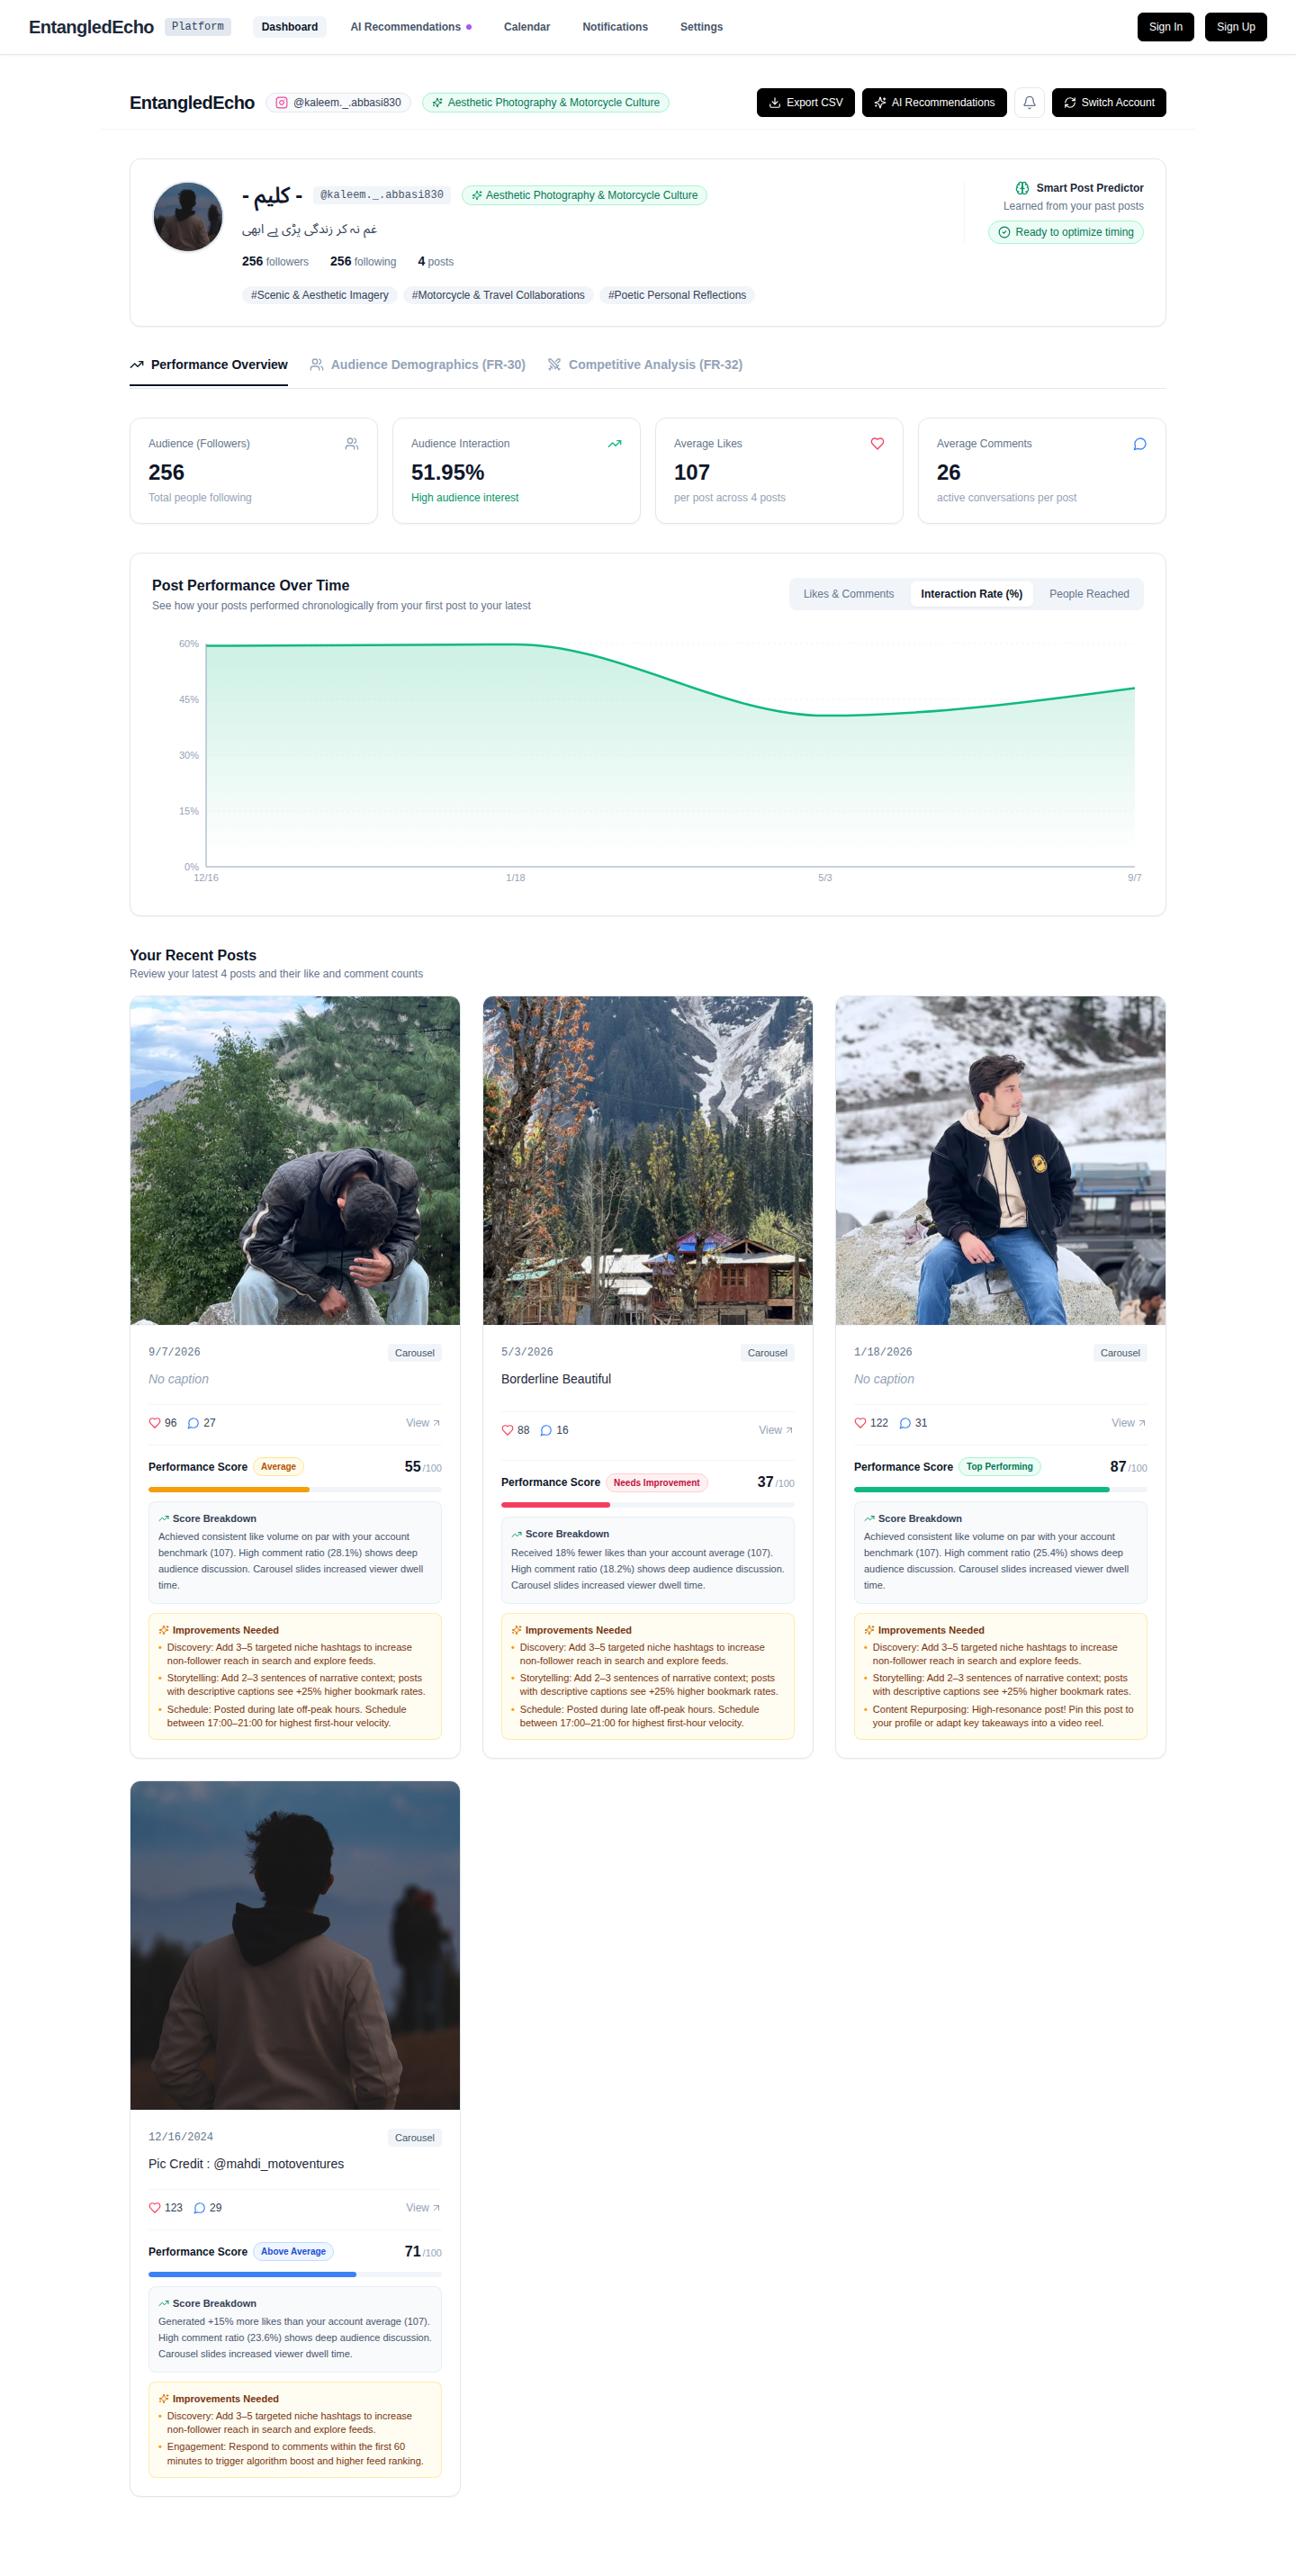 EntangledEcho Platform Dashboard AI Recommendations Calendar Notifications Settings Sign In Sign Up
EntangledEcho @kaleem._.abbasi830 Aesthetic Photography & Motorcycle Culture Export CSV AI Recommendations Switch Account
- کلیم - @kaleem._.abbasi830 Aesthetic Photography & Motorcycle Culture
غم نہ کر زندگی پڑی ہے ابھی
256 followers 256 following 4 posts
#Scenic & Aesthetic Imagery #Motorcycle & Travel Collaborations #Poetic Personal Reflections
Smart Post Predictor
Learned from your past posts
Ready to optimize timing
Performance Overview Audience Demographics (FR-30) Competitive Analysis (FR-32)
Audience (Followers)
256
Total people following
Audience Interaction
51.95%
High audience interest
Average Likes
107
per post across 4 posts
Average Comments
26
active conversations per post
Post Performance Over Time
See how your posts performed chronologically from your first post to your latest
Likes & Comments Interaction Rate (%) People Reached
60%
45%
30%
15%
0%
12/16 1/18 5/3 9/7
Your Recent Posts
Review your latest 4 posts and their like and comment counts
9/7/2026 Carousel
No caption
96 27 View
Performance Score Average 55 /100
Score Breakdown
Achieved consistent like volume on par with your account
benchmark (107). High comment ratio (28.1%) shows deep
audience discussion. Carousel slides increased viewer dwell
time.
Improvements Needed
• Discovery: Add 3–5 targeted niche hashtags to increase
non-follower reach in search and explore feeds.
• Storytelling: Add 2–3 sentences of narrative context; posts
with descriptive captions see +25% higher bookmark rates.
• Schedule: Posted during late off-peak hours. Schedule
between 17:00–21:00 for highest first-hour velocity.
5/3/2026 Carousel
Borderline Beautiful
88 16 View
Performance Score Needs Improvement 37 /100
Score Breakdown
Received 18% fewer likes than your account average (107).
High comment ratio (18.2%) shows deep audience discussion.
Carousel slides increased viewer dwell time.
Improvements Needed
• Discovery: Add 3–5 targeted niche hashtags to increase
non-follower reach in search and explore feeds.
• Storytelling: Add 2–3 sentences of narrative context; posts
with descriptive captions see +25% higher bookmark rates.
• Schedule: Posted during late off-peak hours. Schedule
between 17:00–21:00 for highest first-hour velocity.
1/18/2026 Carousel
No caption
122 31 View
Performance Score Top Performing 87 /100
Score Breakdown
Achieved consistent like volume on par with your account
benchmark (107). High comment ratio (25.4%) shows deep
audience discussion. Carousel slides increased viewer dwell
time.
Improvements Needed
• Discovery: Add 3–5 targeted niche hashtags to increase
non-follower reach in search and explore feeds.
• Storytelling: Add 2–3 sentences of narrative context; posts
with descriptive captions see +25% higher bookmark rates.
• Content Repurposing: High-resonance post! Pin this post to
your profile or adapt key takeaways into a video reel.
12/16/2024 Carousel
Pic Credit : @mahdi_motoventures
123 29 View
Performance Score Above Average 71 /100
Score Breakdown
Generated +15% more likes than your account average (107).
High comment ratio (23.6%) shows deep audience discussion.
Carousel slides increased viewer dwell time.
Improvements Needed
• Discovery: Add 3–5 targeted niche hashtags to increase
non-follower reach in search and explore feeds.
• Engagement: Respond to comments within the first 60
minutes to trigger algorithm boost and higher feed ranking.